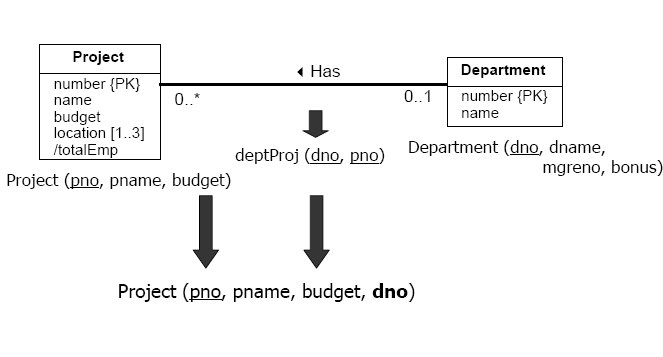 Project
number {PK}
name
budget
location [1..3]
/totalEmp
Has
0..*
0..1
Department
number {PK}
name
deptProj (dno, pno)
Department (dno, dname,
mgreno, bonus)
Project (pno, pname, budget)
Project (pno, pname, budget, dno)